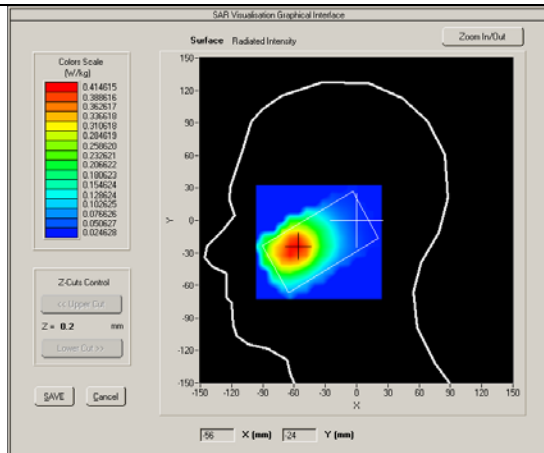 SAR Visualisation Graphical Interface
Surface Radiated Intensity
Zoom In/Out
Colors Scale
(W/kg)
0.414615
0.388616
0.362617
0.336618
0.310618
0.284619
0.258620
0.232621
0.206622
0.180623
0.154624
0.128624
0.102625
0.076626
0.050627
0.024628
Z-Cuts Control
<< Upper Cut
Z = 0.2 mm
Lower Cut >>
SAVE Cancel
150
120
90
60
30
0
-30
-60
-90
-120
-150
Y
-150 -120 -90 -60 -30 0 30 60 90 120 150
X
-56 X (mm) -24 Y (mm)